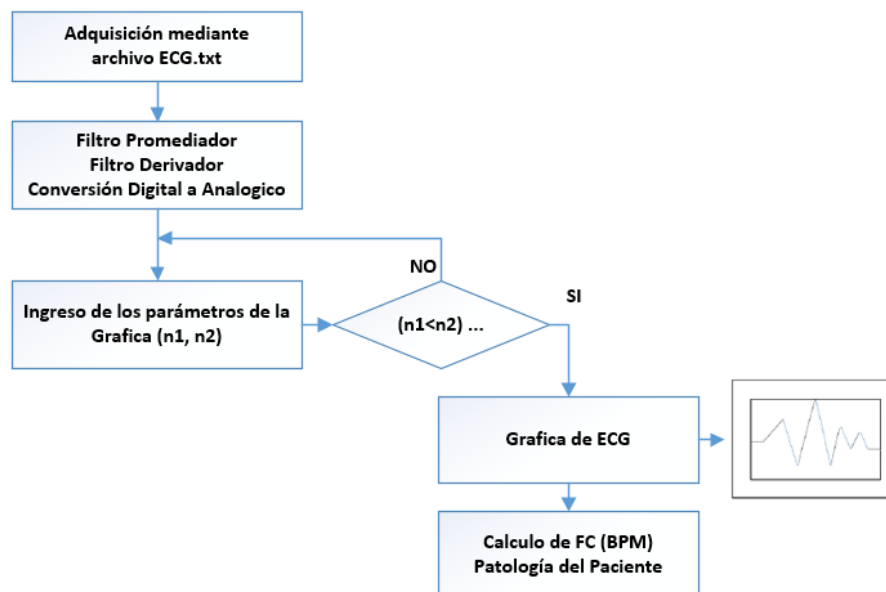 Adquisición mediante
archivo ECG.txt
Filtro Promediador
Filtro Derivador
Conversión Digital a Analogico
Ingreso de los parámetros de la
Grafica (n1, n2)
NO
(n1<n2) ...
SI
Grafica de ECG
Calculo de FC (BPM)
Patología del Paciente